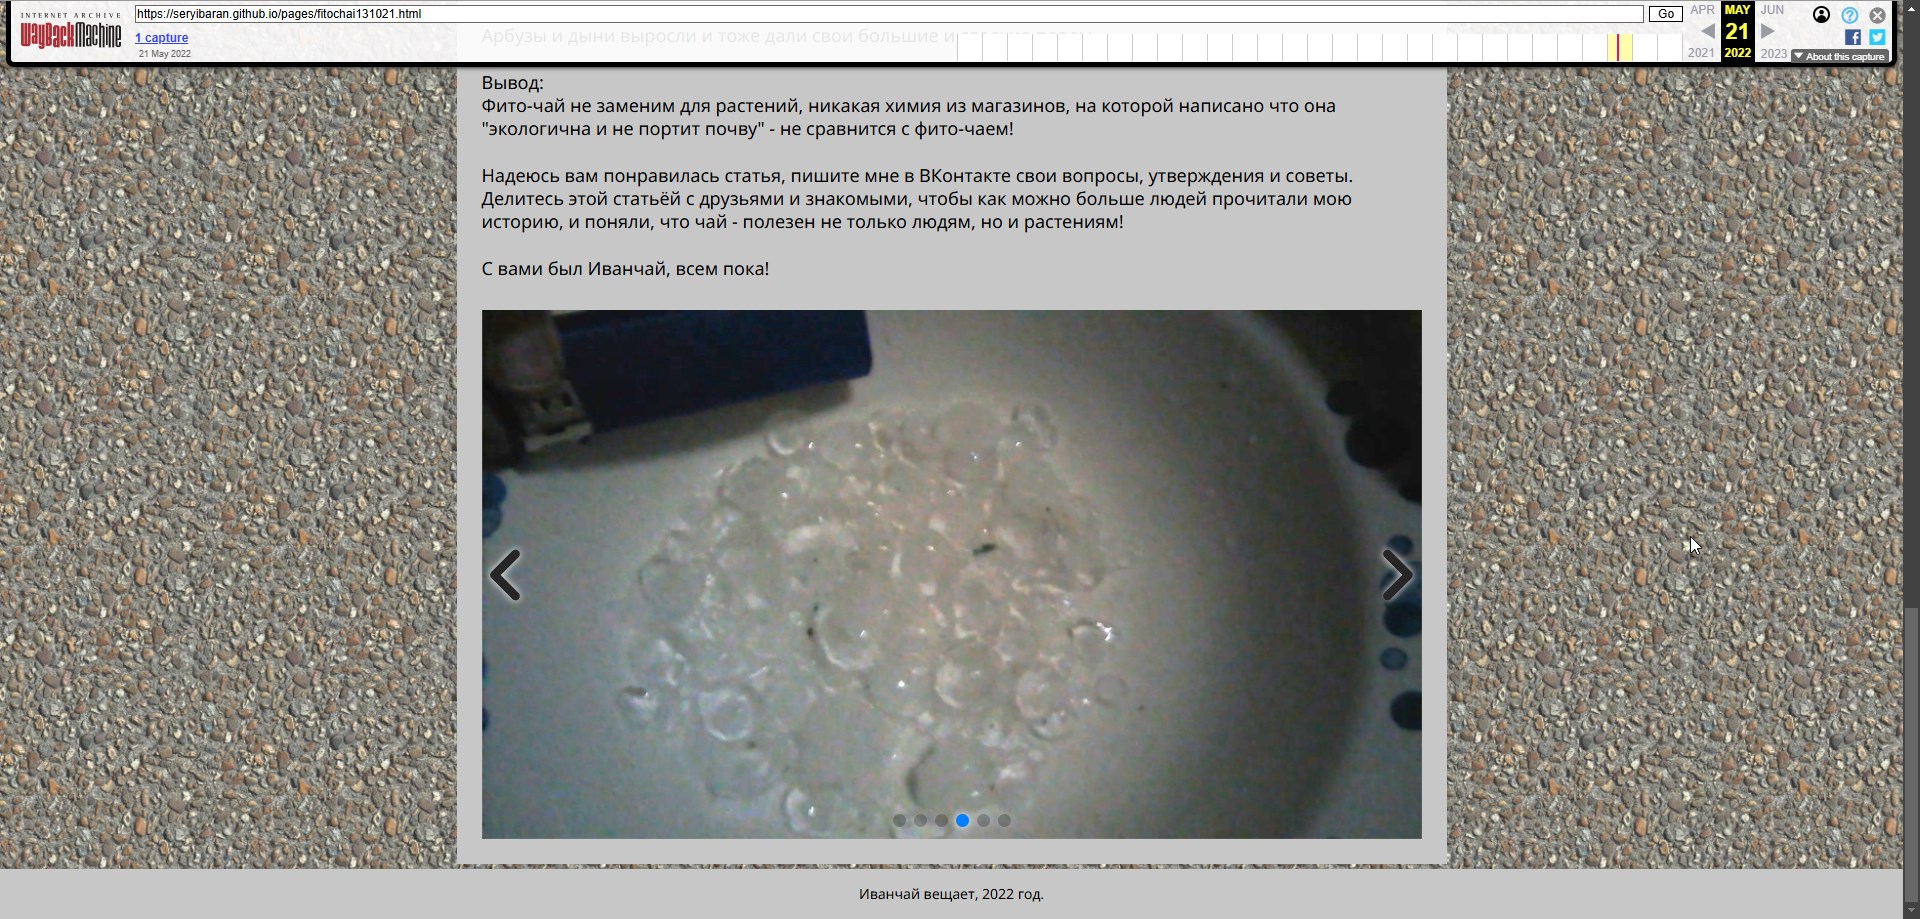 INTERNET ARCHIVE
WayBackMachine
https://seryibaran.github.io/pages/fitochai131021.html
Go
APR MAY JUN
1 capture
21
21 May 2022
2021 2022 2023
About this capture
Арбузы и дыни выросли и тоже дали свои большие и
Вывод:
Фито-чай не заменим для растений, никакая химия из магазинов, на которой написано что она
"экологична и не портит почву" - не сравнится с фито-чаем!
Надеюсь вам понравилась статья, пишите мне в ВКонтакте свои вопросы, утверждения и советы.
Делитесь этой статьёй с друзьями и знакомыми, чтобы как можно больше людей прочитали мою
историю, и поняли, что чай - полезен не только людям, но и растениям!
С вами был Иванчай, всем пока!
Иванчай вещает, 2022 год.